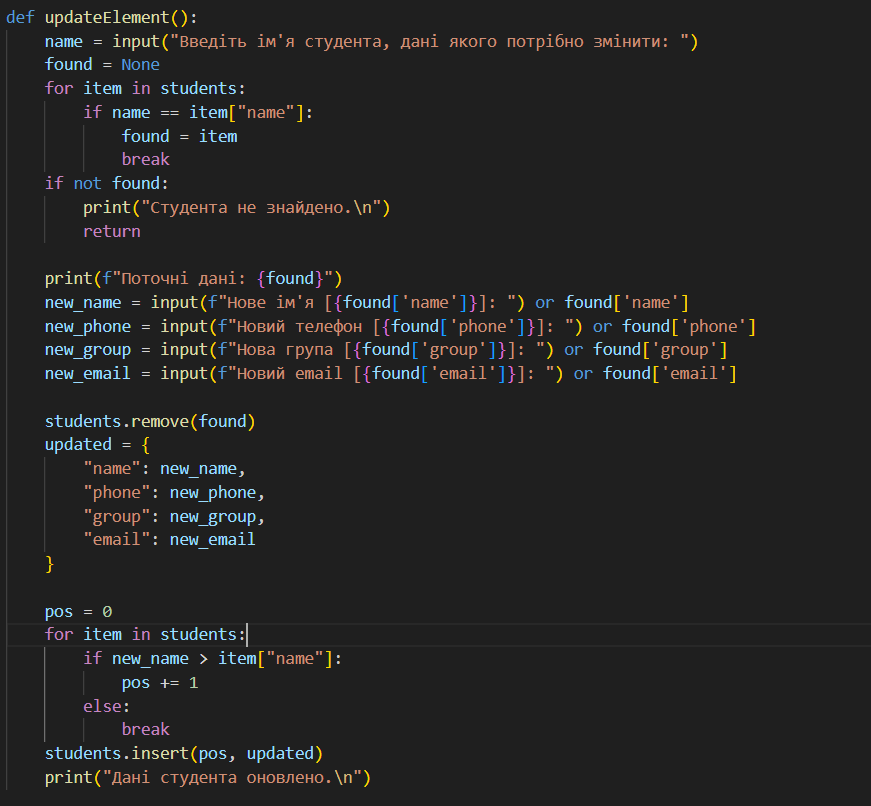 def updateElement():
    name = input("Введіть ім'я студента, дані якого потрібно змінити: ")
    found = None
    for item in students:
        if name == item["name"]:
            found = item
            break
    if not found:
        print("Студента не знайдено.\n")
        return

    print(f"Поточні дані: {found}")
    new_name = input(f"Нове ім'я [{found['name']}]: ") or found['name']
    new_phone = input(f"Новий телефон [{found['phone']}]: ") or found['phone']
    new_group = input(f"Нова група [{found['group']}]: ") or found['group']
    new_email = input(f"Новий email [{found['email']}]: ") or found['email']

    students.remove(found)
    updated = {
        "name": new_name,
        "phone": new_phone,
        "group": new_group,
        "email": new_email
    }

    pos = 0
    for item in students:
        if new_name > item["name"]:
            pos += 1
        else:
            break
    students.insert(pos, updated)
    print("Дані студента оновлено.\n")